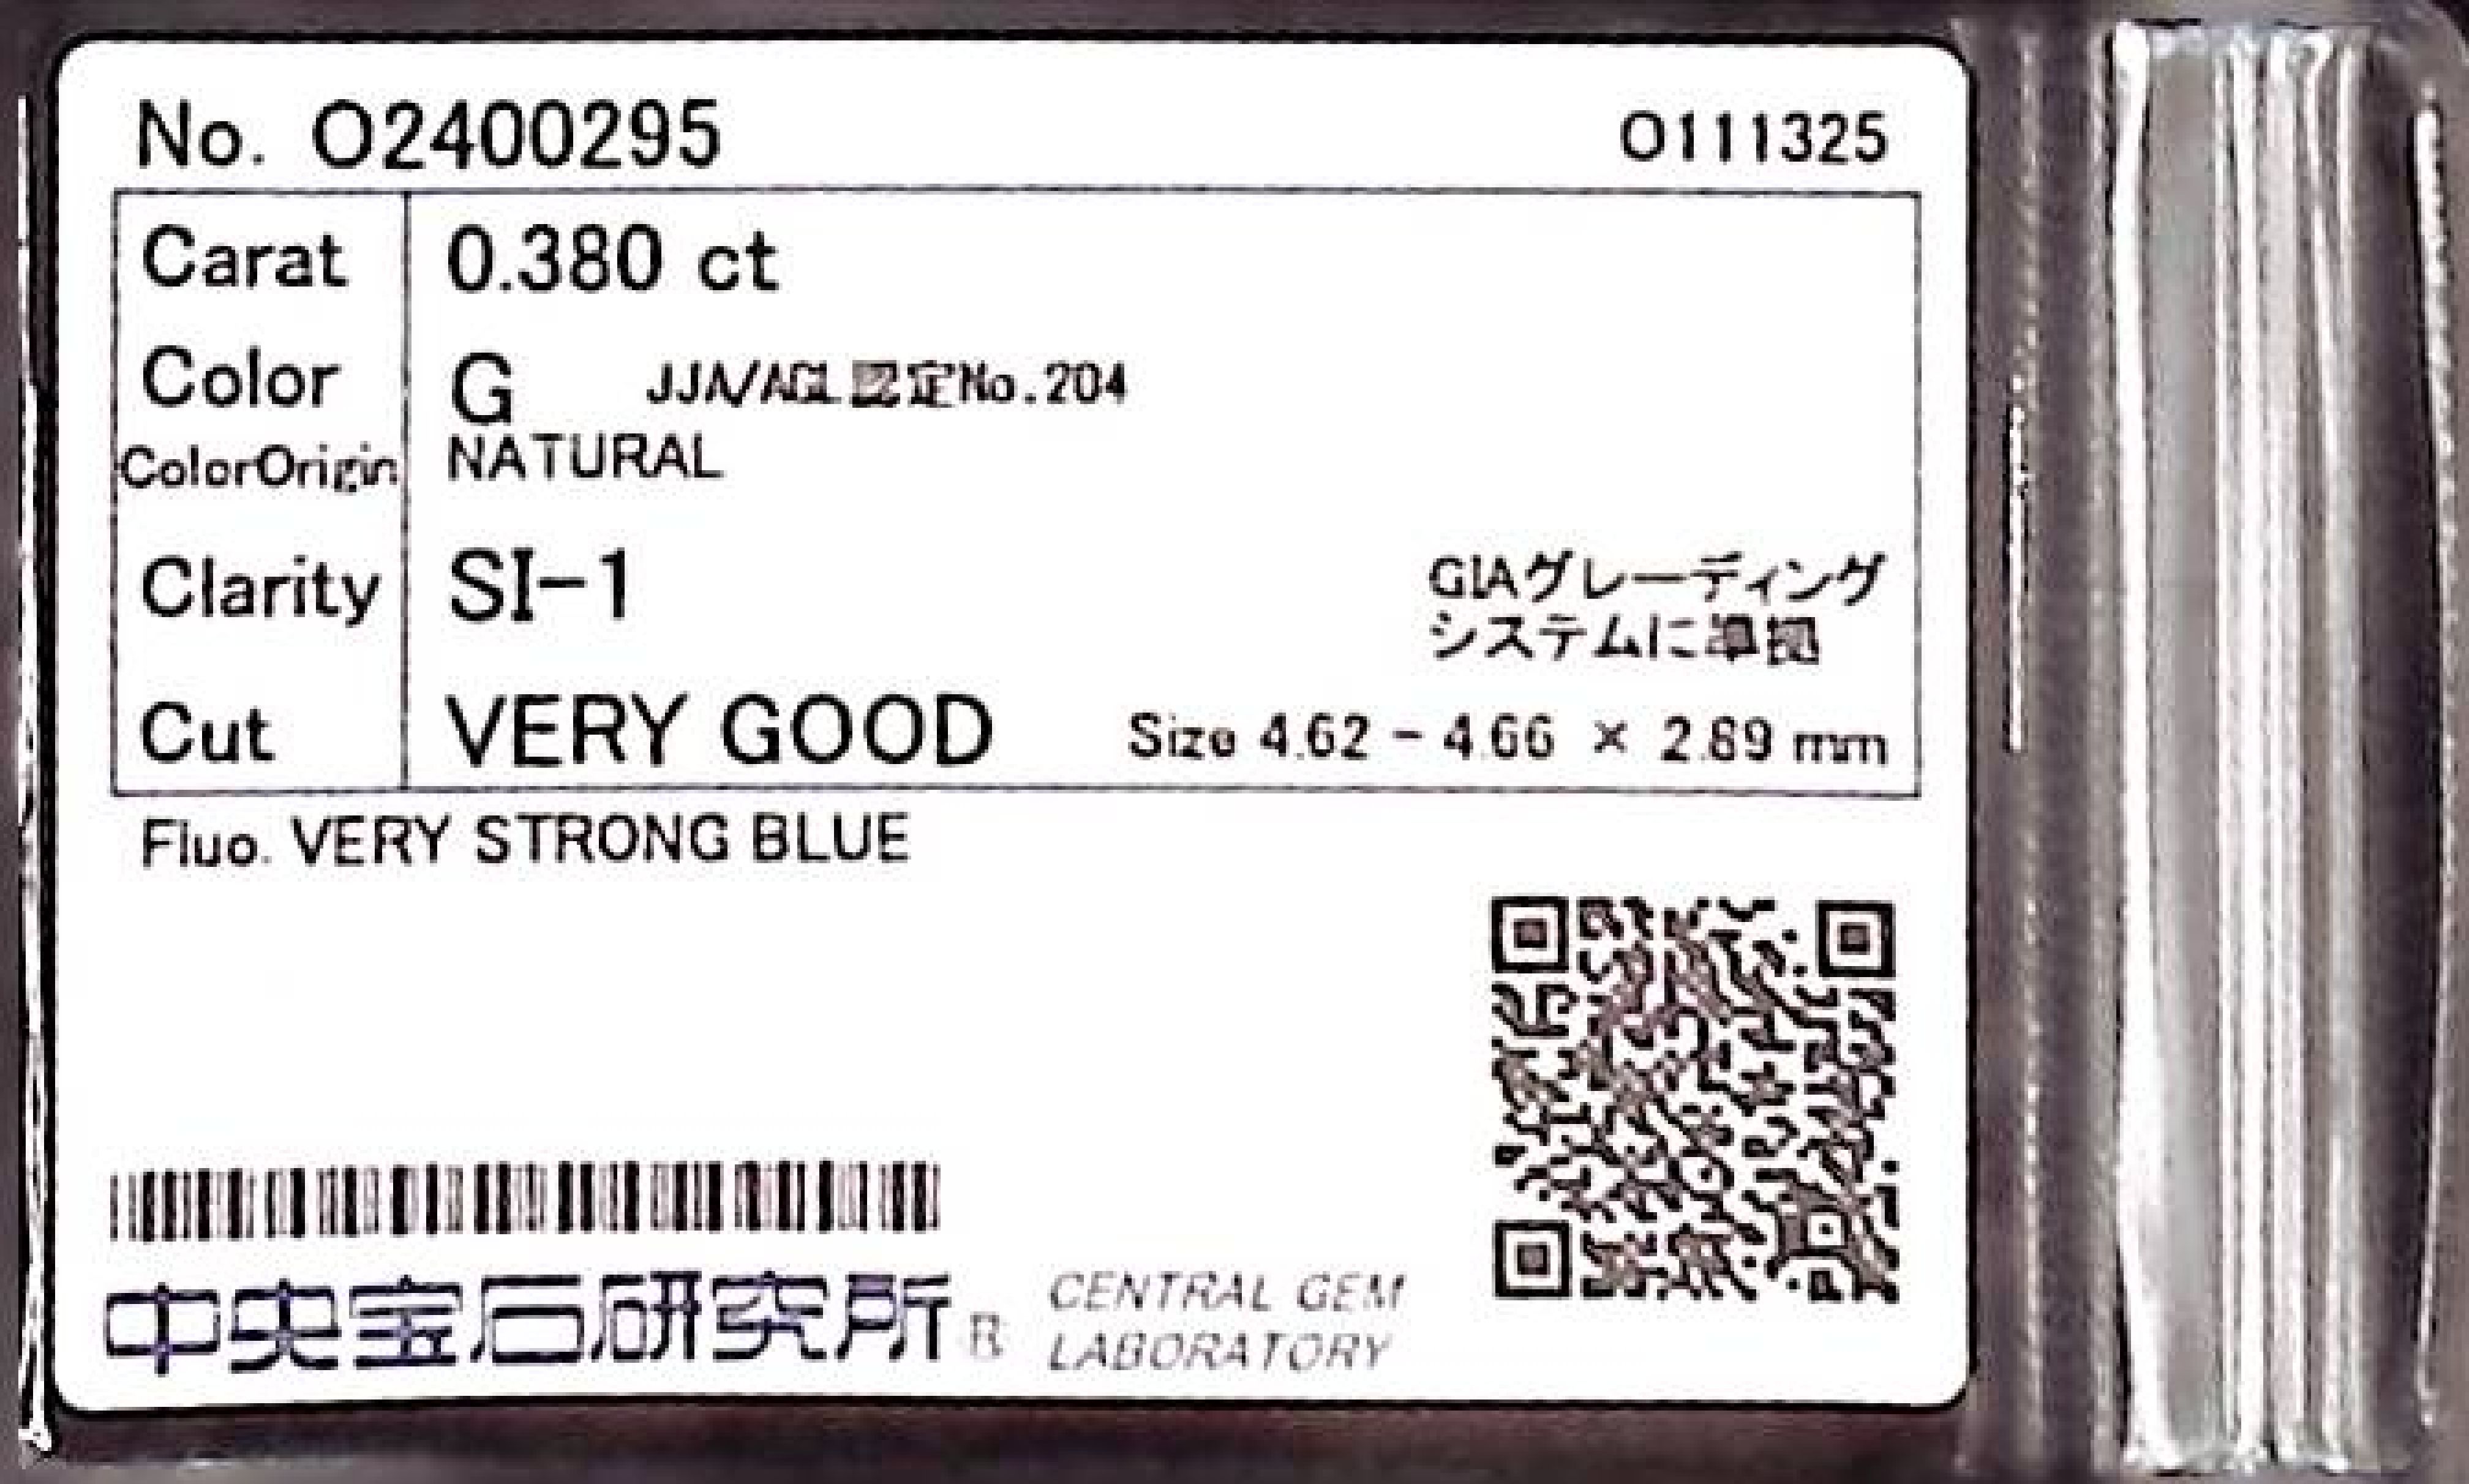 No. O2400295 O111325
Carat 0.380 ct
Color G JJA/AGL認定No.204
ColorOrigin NATURAL
Clarity SI-1 GIAグレーディング
システムに準拠
Cut VERY GOOD Size 4.62 - 4.66 × 2.89 mm
Fluo. VERY STRONG BLUE
中央宝石研究所 R CENTRAL GEM
LABORATORY